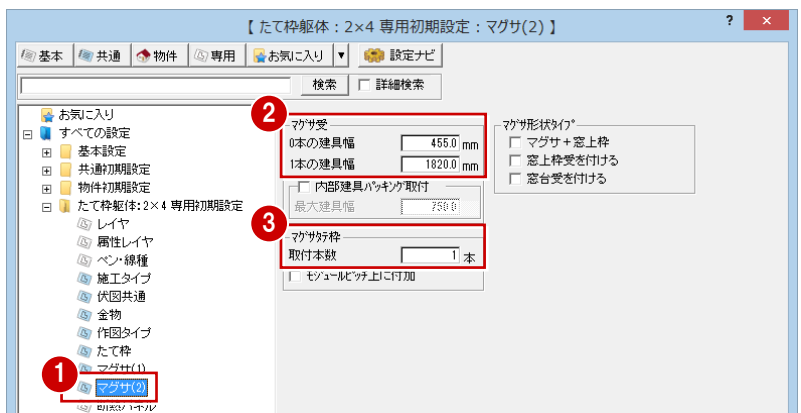 【 たて枠躯体：2×4 専用初期設定：マグサ(2) 】
? ×
基本 共通 物件 専用 お気に入り ▼ 設定ナビ
検索 詳細検索
お気に入り
すべての設定
基本設定
共通初期設定
物件初期設定
たて枠躯体:2×4 専用初期設定
レイヤ
属性レイヤ
ペン・線種
施工タイプ
伏図共通
金物
作図タイプ
たて枠
マグサ(1)
1
マグサ(2)
断熱パネル
2
マグサ受
0本の建具幅 455.0 mm
1本の建具幅 1820.0 mm
内部建具パッキング取付
最大建具幅 750.0
3
マグサタテ枠
取付本数 1 本
モジュールピッチ上に付加
マグサ形状タイプ
マグサ+窓上枠
窓上枠受を付ける
窓台受を付ける